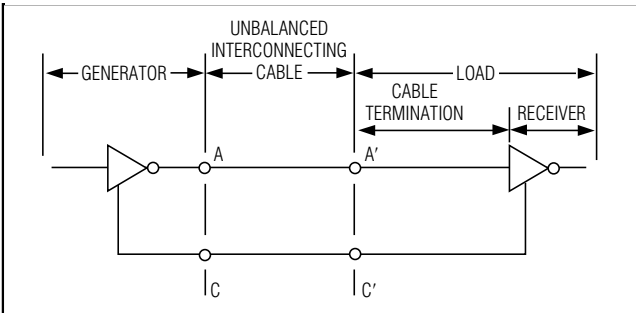 UNBALANCED
INTERCONNECTING
CABLE
GENERATOR
LOAD
CABLE
TERMINATION
RECEIVER
A
A′
C
C′